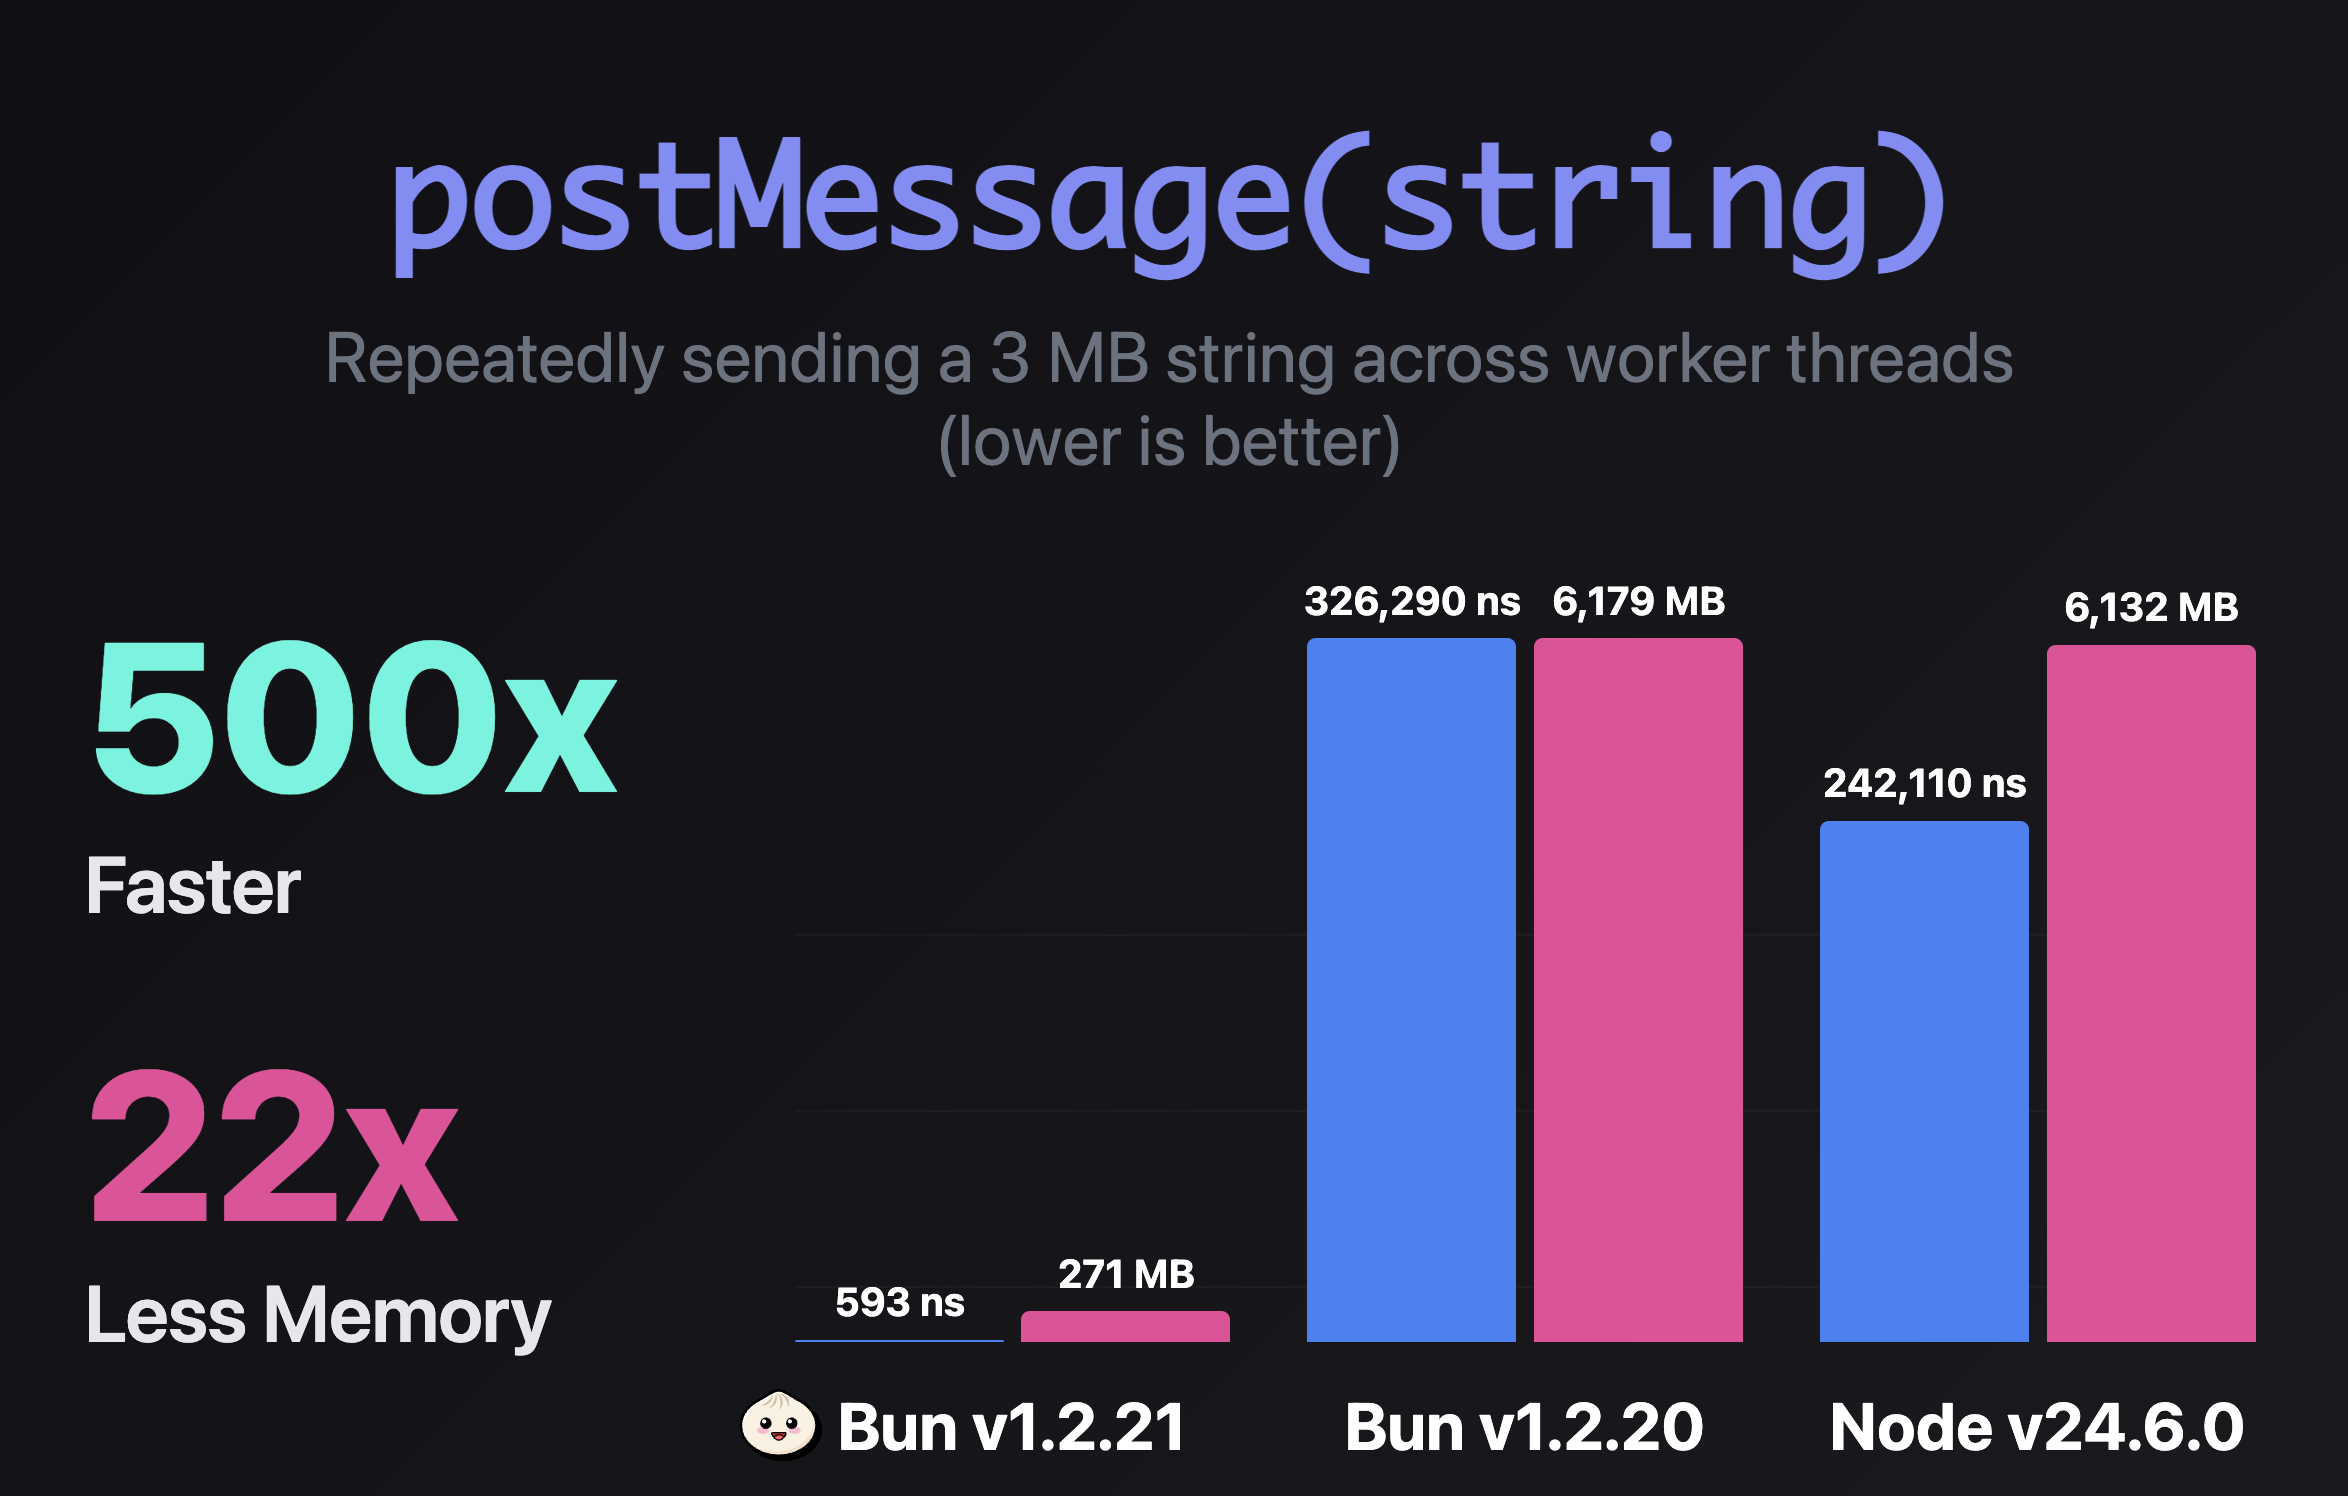 postMessage(string)
Repeatedly sending a 3 MB string across worker threads
(lower is better)
500x
Faster
22x
Less Memory
593 ns
271 MB
326,290 ns
6,179 MB
242,110 ns
6,132 MB
Bun v1.2.21
Bun v1.2.20
Node v24.6.0